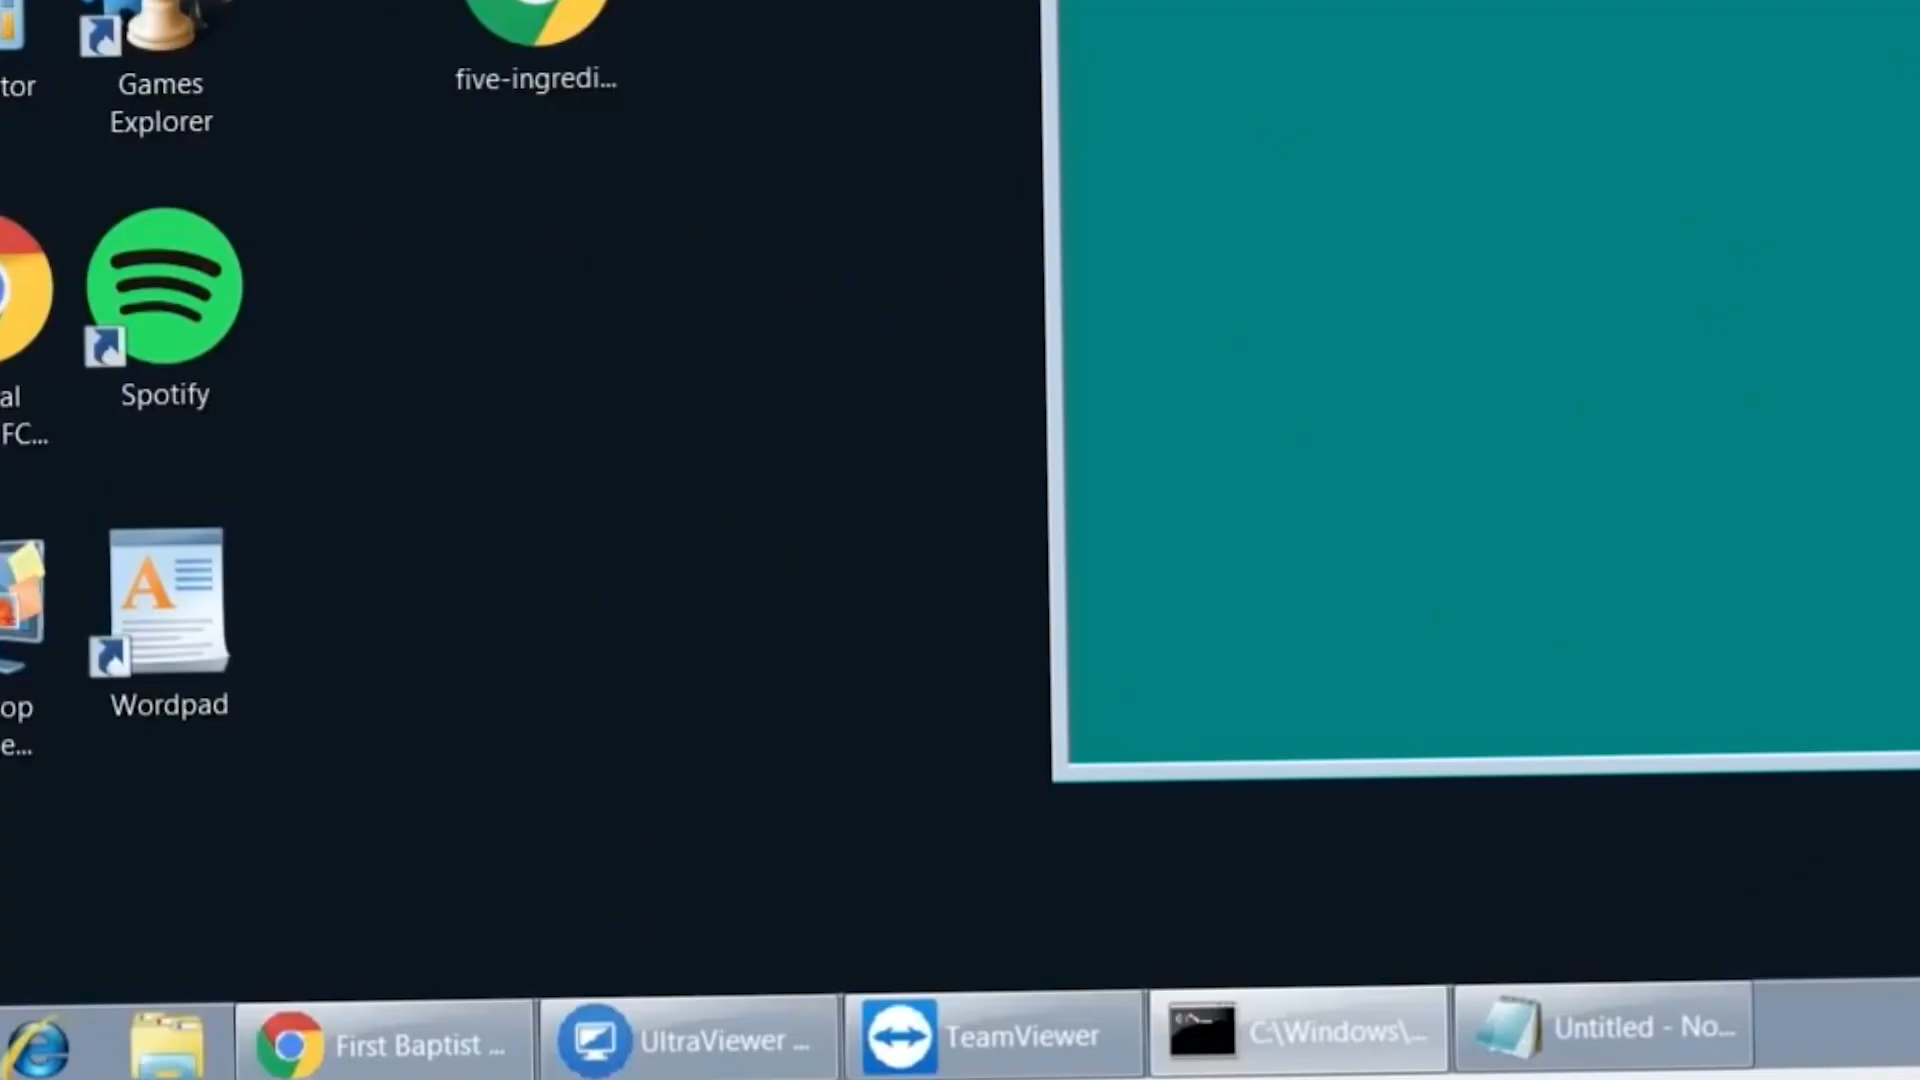 tor
Games
Explorer
five-ingredi...
al
FC...
Spotify
op
e...
Wordpad
First Baptist ...
UltraViewer ...
TeamViewer
C:\Windows\...
Untitled - No...